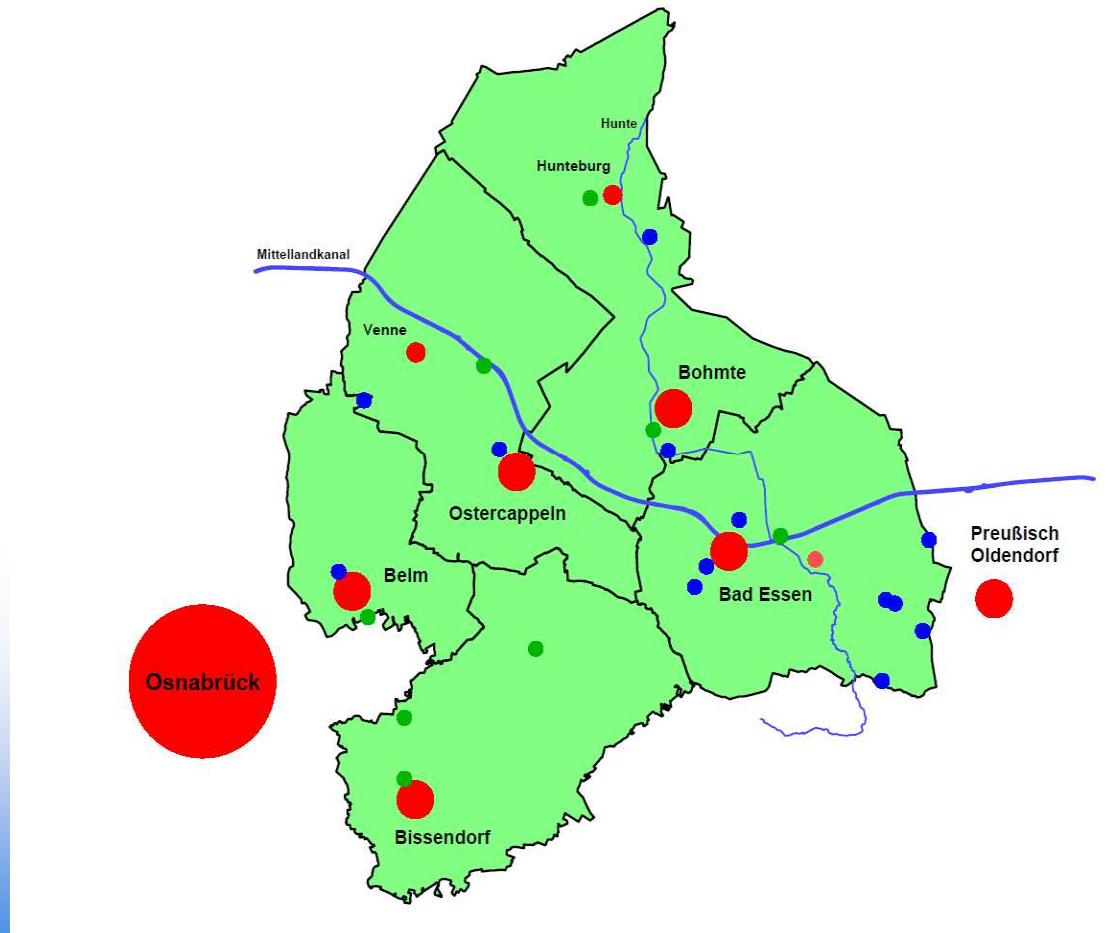 Hunte
Hunteburg
Mittellandkanal
Venne
Bohmte
Ostercappeln
Preußisch
Oldendorf
Belm
Bad Essen
Osnabrück
Bissendorf